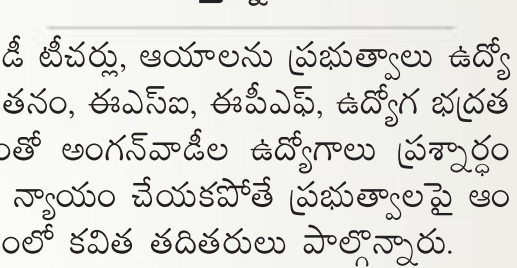 డీ టీచర్లు, ఆయాలను ప్రభుత్వాలు ఉద్యో
తనం, ఈఎస్ఐ, ఈపీఎఫ్, ఉద్యోగ భద్రత
ంతో అంగన్‌వాడీల ఉద్యోగాలు ప్రశ్నార్థం
న్యాయం చేయకపోతే ప్రభుత్వాలపై ఆం
ంలో కవిత తదితరులు పాల్గొన్నారు.